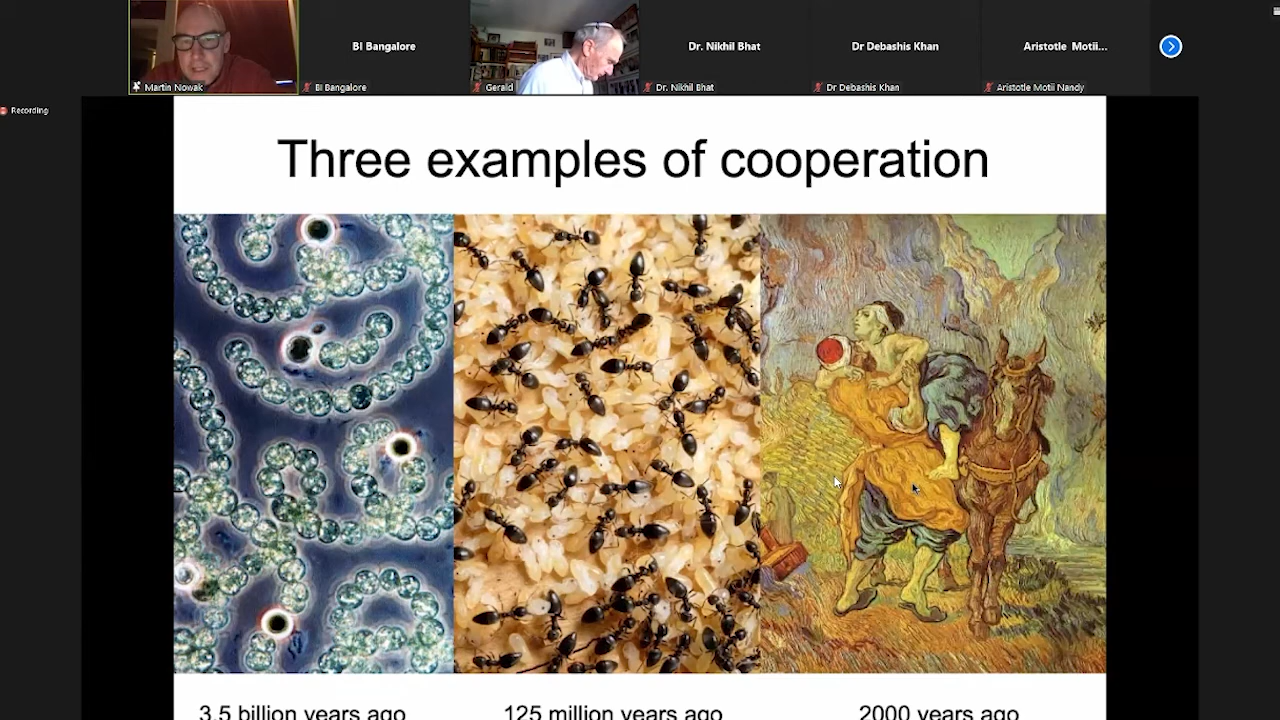 BI Bangalore
Dr. Nikhil Bhat
Dr Debashis Khan
Aristotle Motii...
Martin Nowak
BI Bangalore
Gerald
Dr. Nikhil Bhat
Dr Debashis Khan
Aristotle Motii Nandy
Recording
Three examples of cooperation
3.5 billion years ago
125 million years ago
2000 years ago